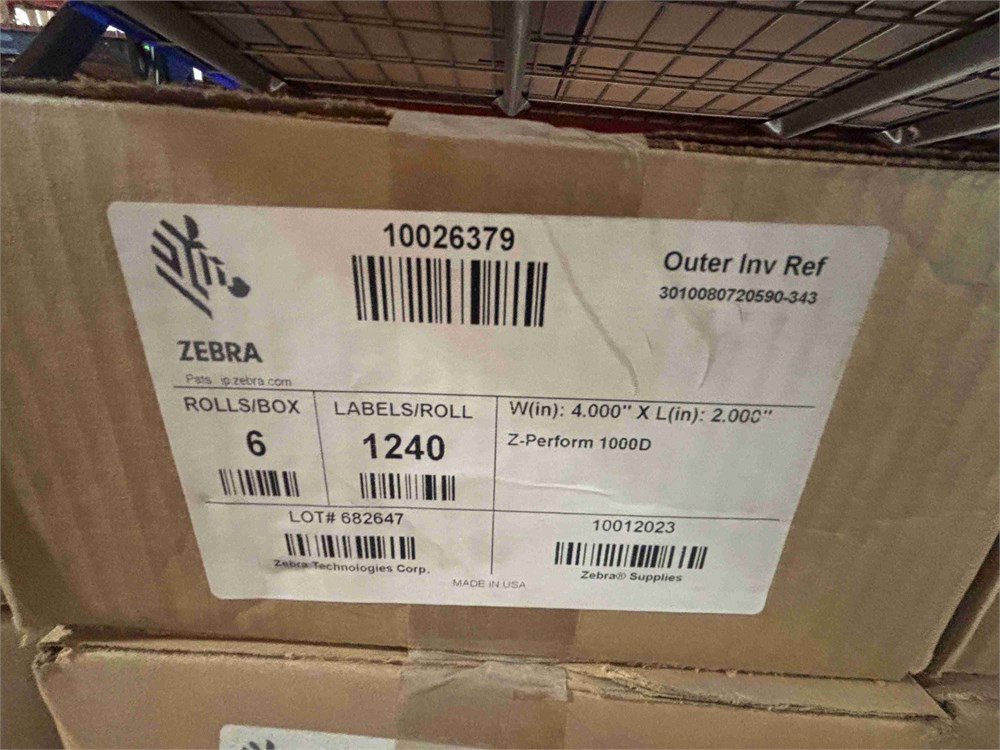 10026379
Outer Inv Ref
3010080720590-343
ZEBRA
Pats ip.zebra.com
ROLLS/BOX
6
LABELS/ROLL
1240
W(in): 4.000" X L(in): 2.000"
Z-Perform 1000D
LOT# 682647
Zebra Technologies Corp.
10012023
Zebra® Supplies
MADE IN USA